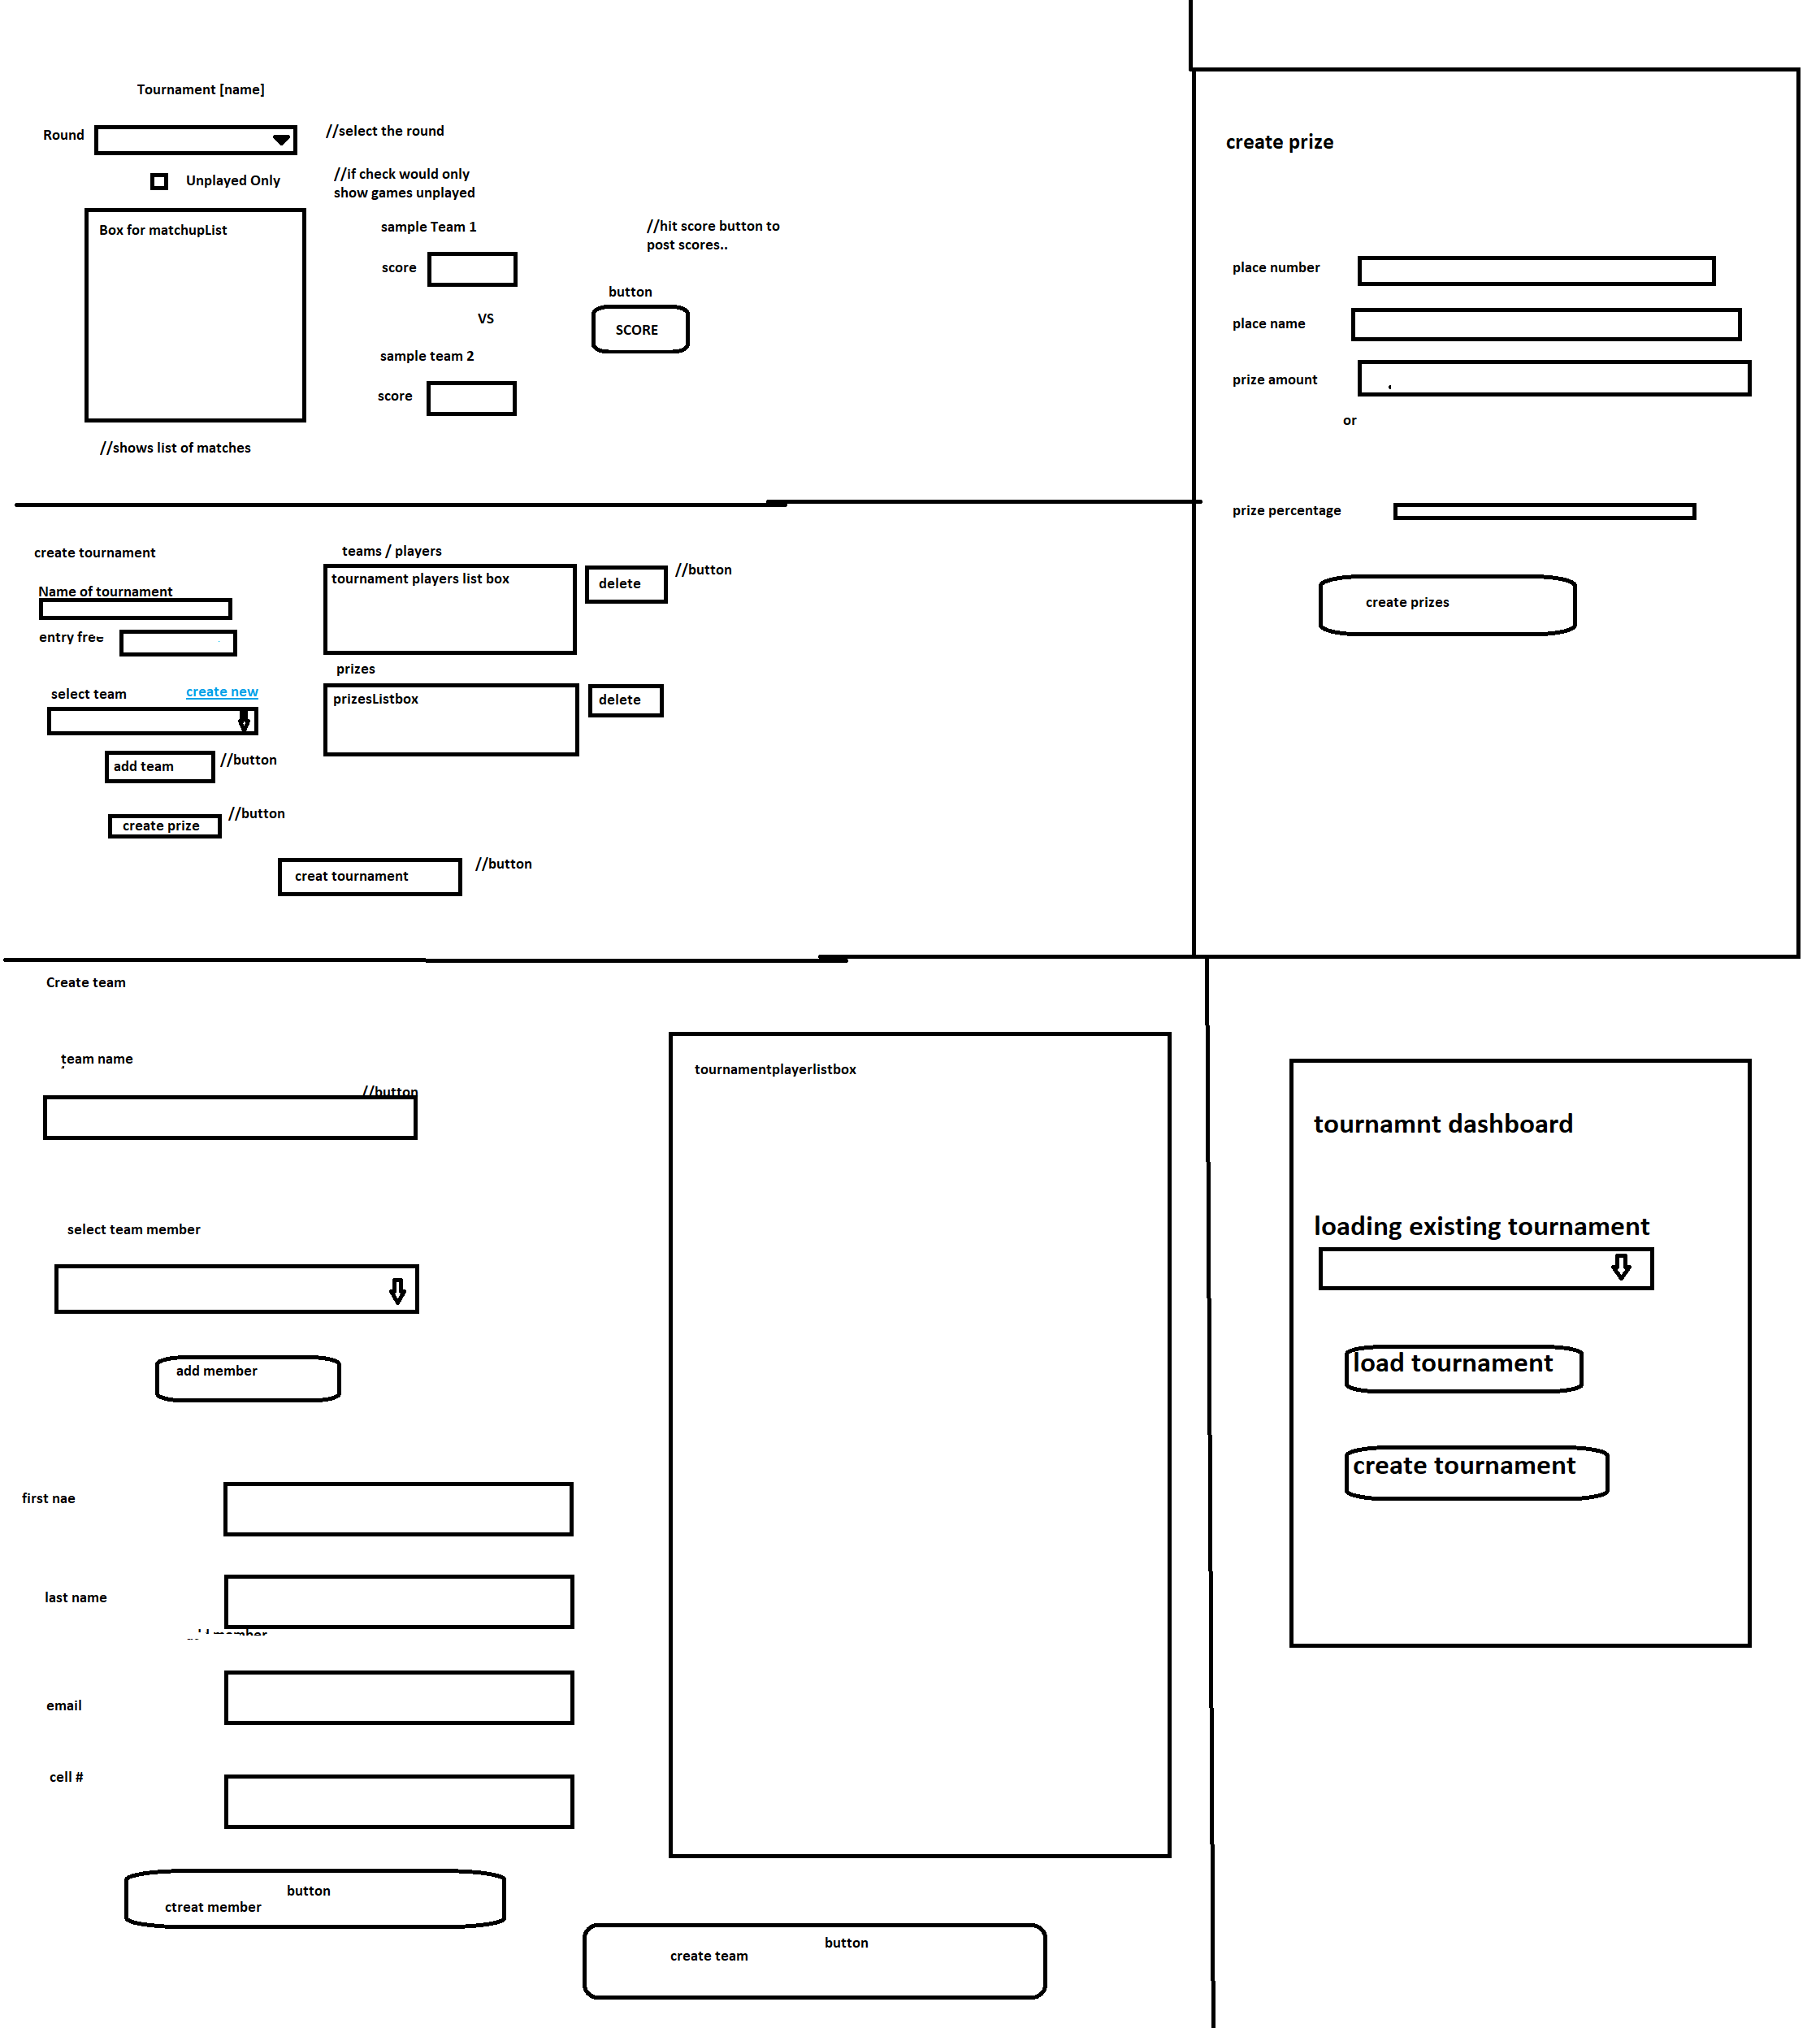 Tournament [name]
Round
//select the round
Unplayed Only
//if check would only
show games unplayed
Box for matchupList
sample Team 1
score
VS
sample team 2
score
//hit score button to
post scores..
button
SCORE
//shows list of matches
create prize
place number
place name
prize amount
or
prize percentage
create prizes
create tournament
Name of tournament
entry free
select team
create new
add team
//button
create prize
//button
teams / players
tournament players list box
delete
//button
prizes
prizesListbox
delete
creat tournament
//button
Create team
team name
//button
select team member
add member
first nae
last name
add member
email
cell #
button
ctreat member
tournamentplayerlistbox
button
create team
tournamnt dashboard
loading existing tournament
load tournament
create tournament